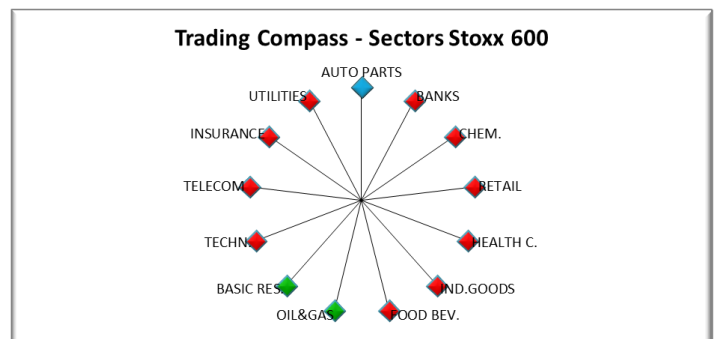 Trading Compass - Sectors Stoxx 600
AUTO PARTS
UTILITIES
BANKS
INSURANCE
CHEM.
TELECOM.
RETAIL
TECHN.
HEALTH C.
BASIC RES.
IND.GOODS
OIL&GAS
FOOD BEV.